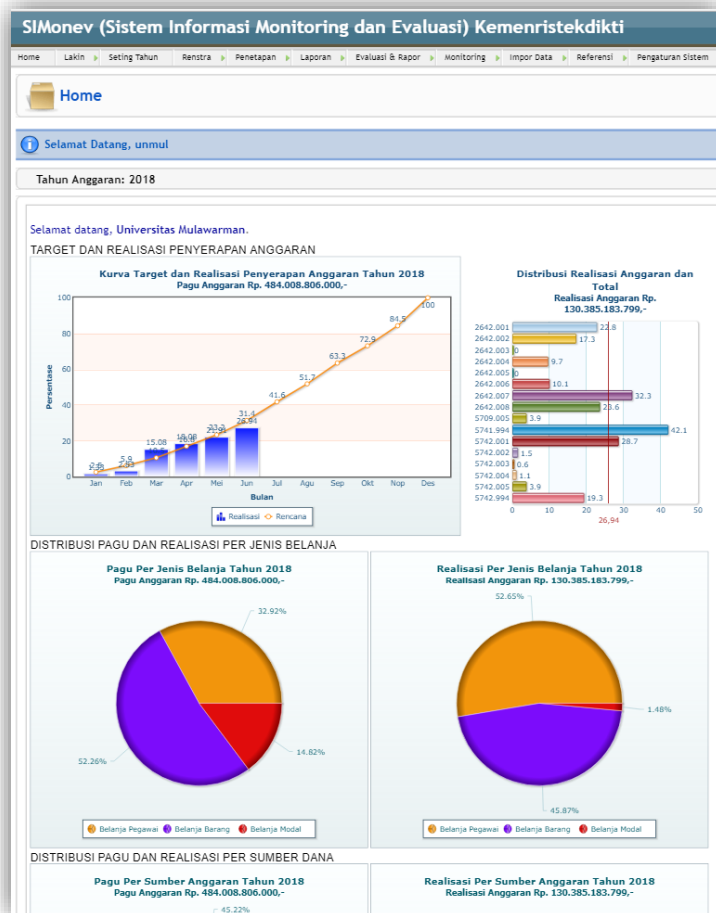 SIMonev (Sistem Informasi Monitoring dan Evaluasi) Kemenristekdikti
Home Lakin Seting Tahun Renstra Penetapan Laporan Evaluasi & Rapor Monitoring Impor Data Referensi Pengaturan Sistem
Home
Selamat Datang, unmul
Tahun Anggaran: 2018
Selamat datang, Universitas Mulawarman.
TARGET DAN REALISASI PENYERAPAN ANGGARAN
Kurva Target dan Realisasi Penyerapan Anggaran Tahun 2018
Pagu Anggaran Rp. 484.008.806.000,-
Persentase
100
80
60
40
20
0
5.9
15.08
31.4
26.94
41.6
51.7
63.3
72.9
84.5
100
Jan Feb Mar Apr Mei Jun Jul Agu Sep Okt Nop Des
Bulan
Realisasi Rencana
Distribusi Realisasi Anggaran dan
Total
Realisasi Anggaran Rp.
130.385.183.799,-
2642.001 22.8
2642.002 17.3
2642.003 0
2642.004 9.7
2642.005 0
2642.006 10.1
2642.007 32.3
2642.008 23.6
5709.005 3.9
5741.994 42.1
5742.001 28.7
5742.002 1.5
5742.003 0.6
5742.004 1.1
5742.005 3.9
5742.994 19.3
0 10 20 30 40 50
26,94
DISTRIBUSI PAGU DAN REALISASI PER JENIS BELANJA
Pagu Per Jenis Belanja Tahun 2018
Pagu Anggaran Rp. 484.008.806.000,-
32.92%
52.26%
14.82%
Belanja Pegawai Belanja Barang Belanja Modal
Realisasi Per Jenis Belanja Tahun 2018
Realisasi Anggaran Rp. 130.385.183.799,-
52.65%
1.48%
45.87%
Belanja Pegawai Belanja Barang Belanja Modal
DISTRIBUSI PAGU DAN REALISASI PER SUMBER DANA
Pagu Per Sumber Anggaran Tahun 2018
Pagu Anggaran Rp. 484.008.806.000,-
45.22%
Realisasi Per Sumber Anggaran Tahun 2018
Realisasi Anggaran Rp. 130.385.183.799,-